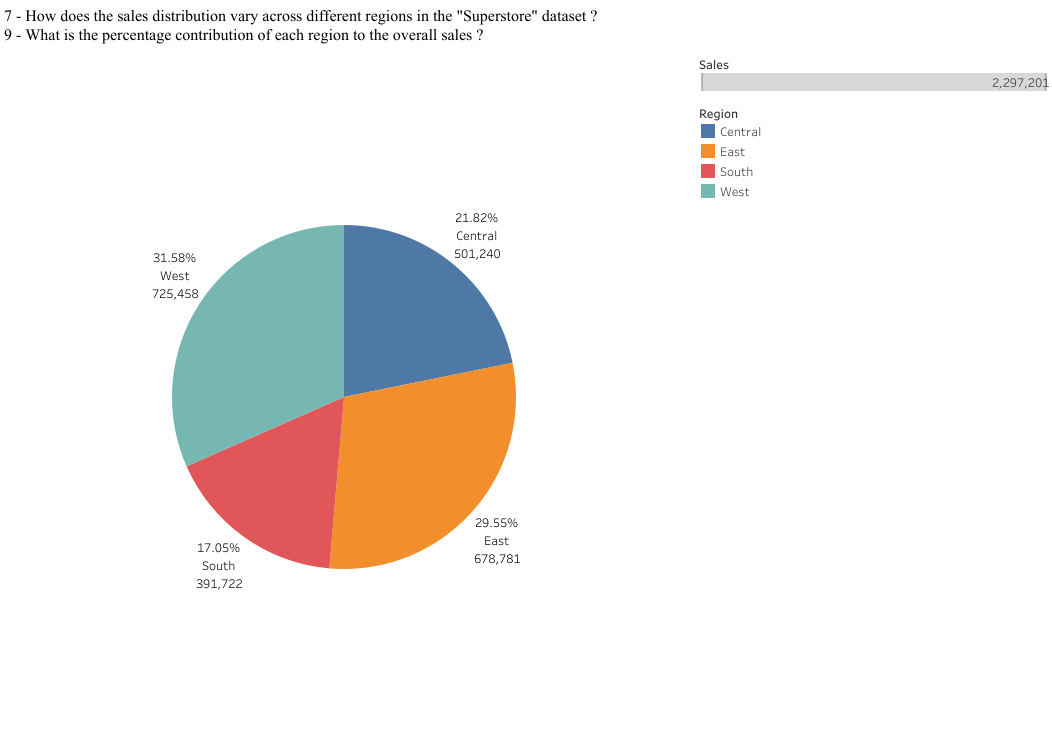 7 - How does the sales distribution vary across different regions in the "Superstore" dataset ?
9 - What is the percentage contribution of each region to the overall sales ?
Sales
2,297,201
Region
Central
East
South
West
21.82%
Central
501,240
31.58%
West
725,458
29.55%
East
678,781
17.05%
South
391,722